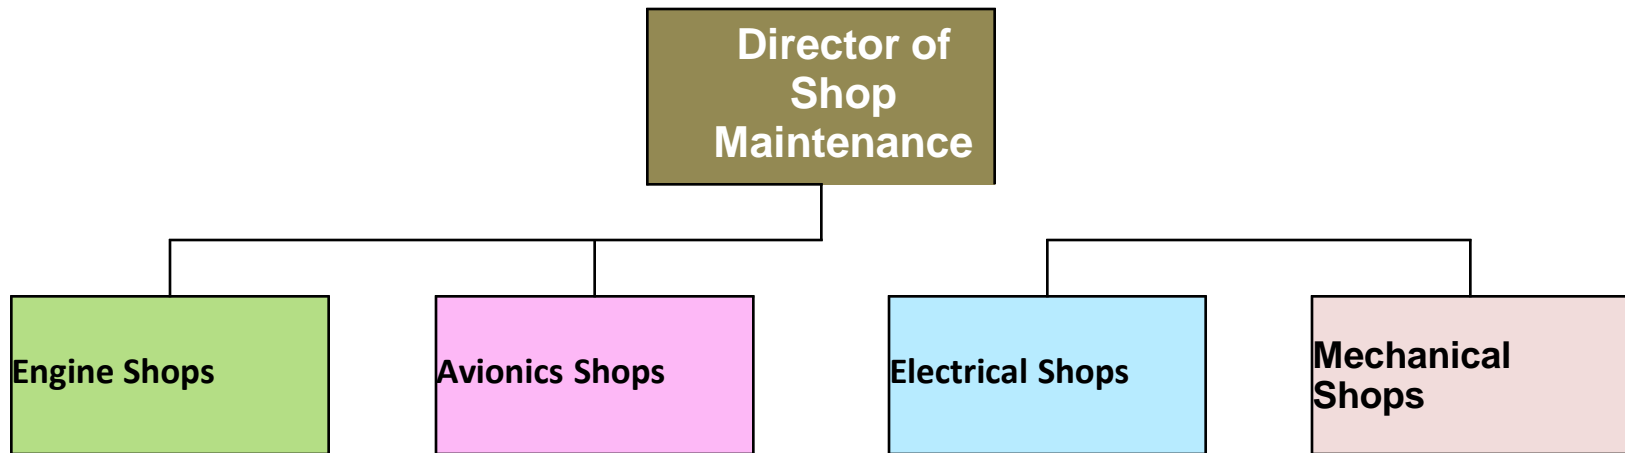 Director of
Shop
Maintenance
Engine Shops
Avionics Shops
Electrical Shops
Mechanical
Shops